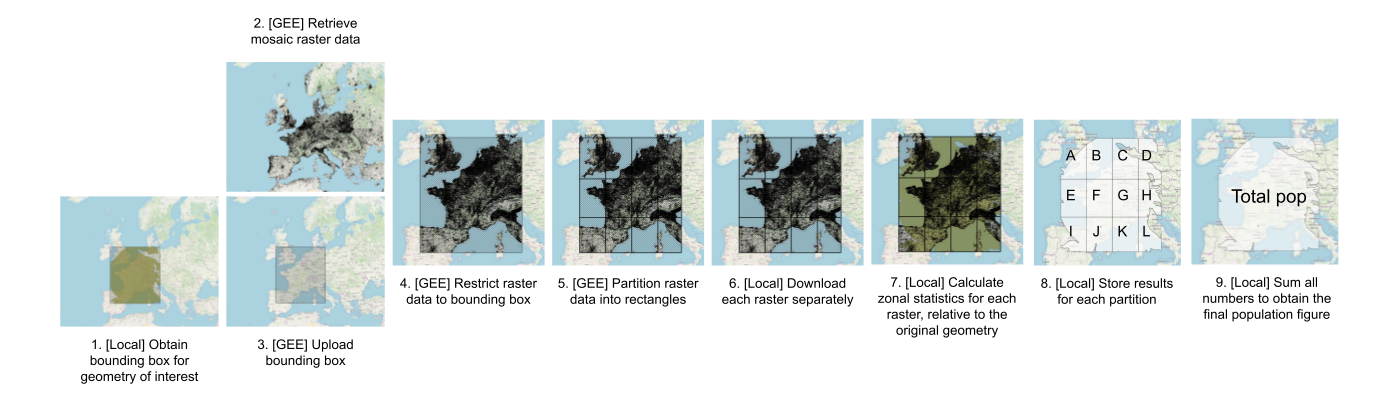 2. [GEE] Retrieve
mosaic raster data
1. [Local] Obtain
bounding box for
geometry of interest
3. [GEE] Upload
bounding box
4. [GEE] Restrict raster
data to bounding box
5. [GEE] Partition raster
data into rectangles
6. [Local] Download
each raster separately
7. [Local] Calculate
zonal statistics for each
raster, relative to the
original geometry
A B C D
E F G H
I J K L
8. [Local] Store results
for each partition
Total pop
9. [Local] Sum all
numbers to obtain the
final population figure